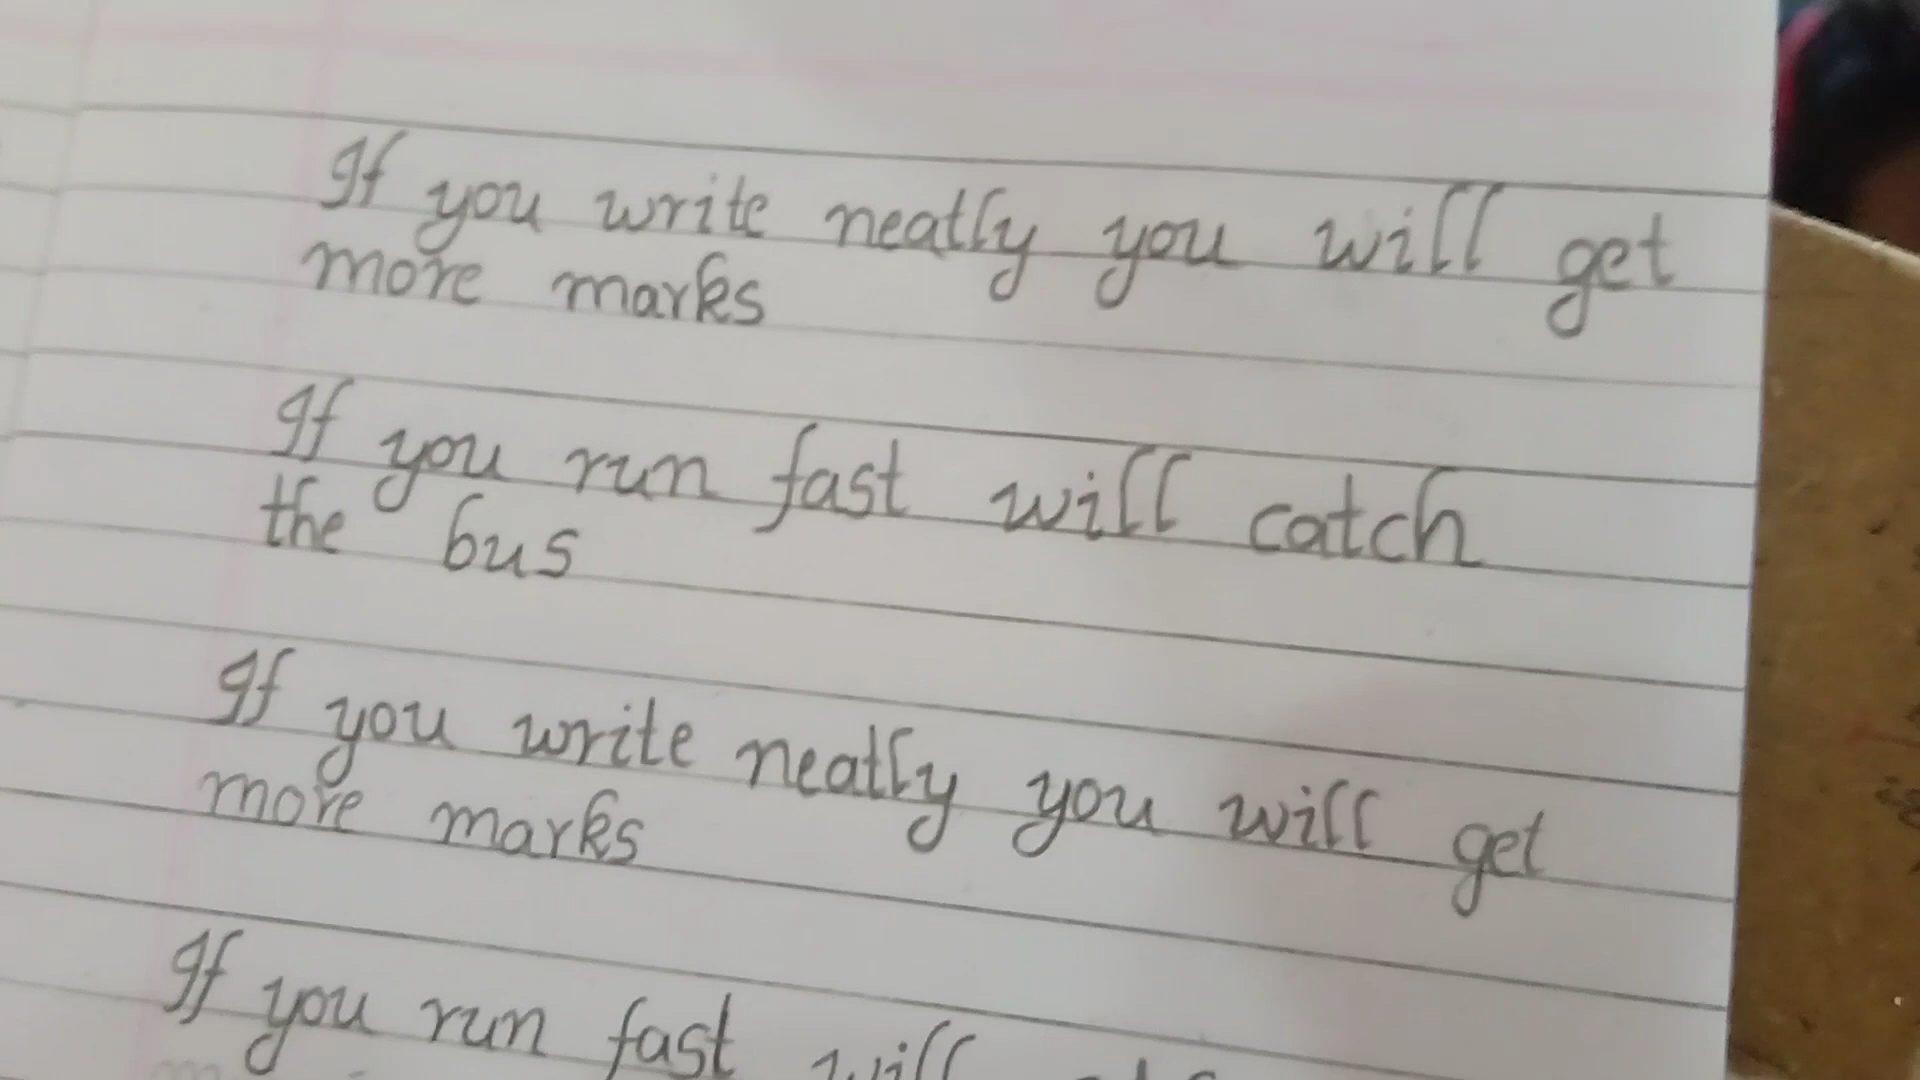 If you write neatly you will get
more marks
If you run fast will catch
the bus
If you write neatly you will get
more marks
If you run fast will